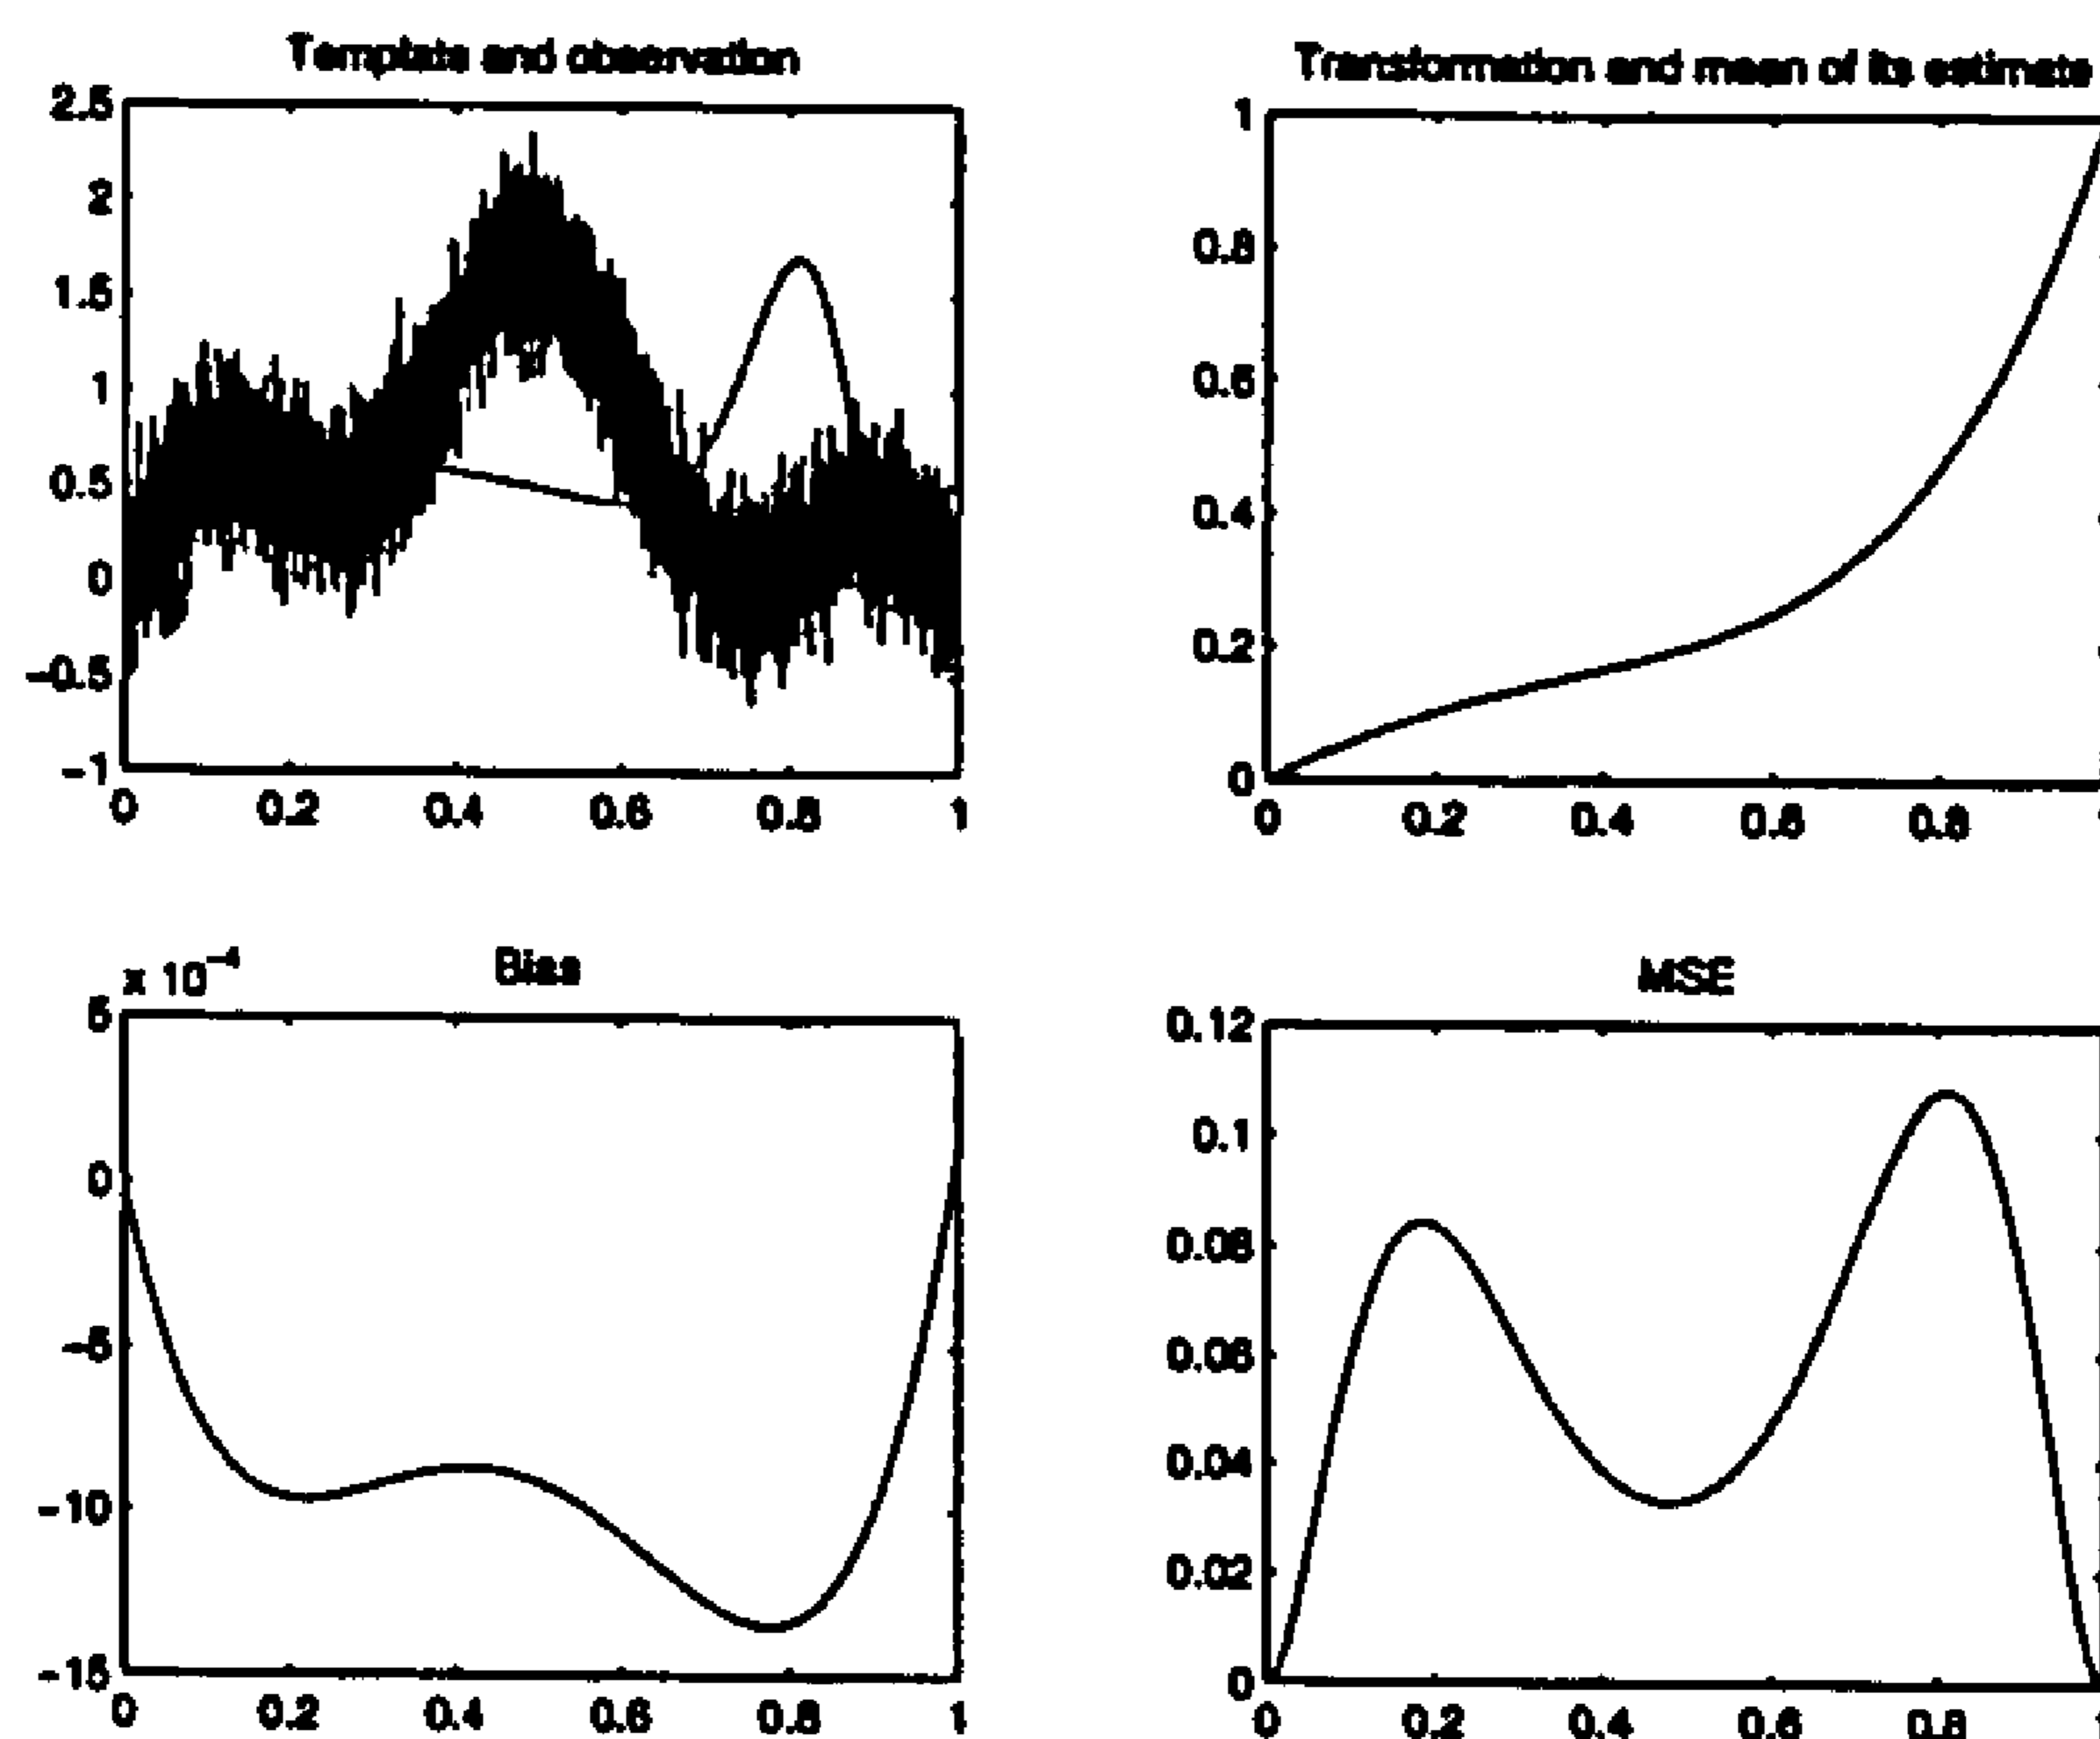 Template and observation
2.5
2
1.5
1
0.5
0
-0.5
-1
0 0.2 0.4 0.6 0.8 1
Transformation and mean of its estimate
1
0.8
0.6
0.4
0.2
0
0 0.2 0.4 0.6 0.8
x 10⁻⁴
Bias
5
0
-5
-10
-15
0 0.2 0.4 0.6 0.8 1
MSE
0.12
0.1
0.08
0.06
0.04
0.02
0
0 0.2 0.4 0.6 0.8